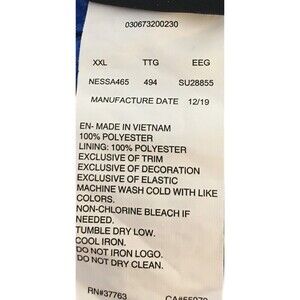 030673200230
XXL TTG EEG
NESSA465 494 SU28855
MANUFACTURE DATE 12/19
EN- MADE IN VIETNAM
100% POLYESTER
LINING: 100% POLYESTER
EXCLUSIVE OF TRIM
EXCLUSIVE OF DECORATION
EXCLUSIVE OF ELASTIC
MACHINE WASH COLD WITH LIKE
COLORS.
NON-CHLORINE BLEACH IF
NEEDED.
TUMBLE DRY LOW.
COOL IRON.
DO NOT IRON LOGO.
DO NOT DRY CLEAN.
RN#37763